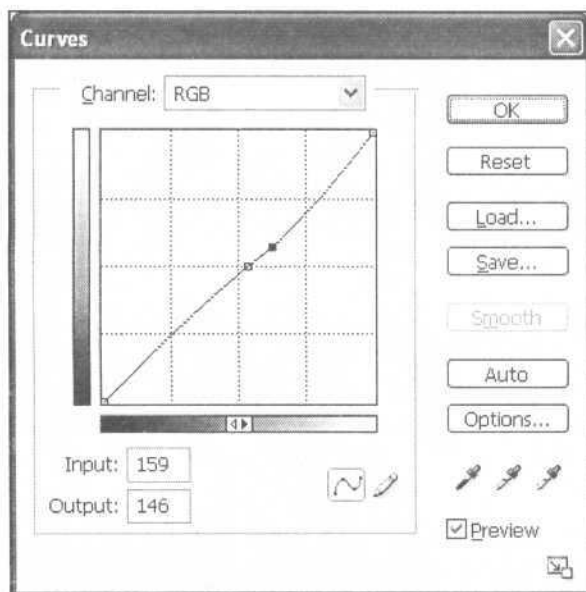 Curves
Channel: RGB
OK
Reset
Load...
Save...
Smooth
Auto
Options...
Input: 159
Output: 146
Preview